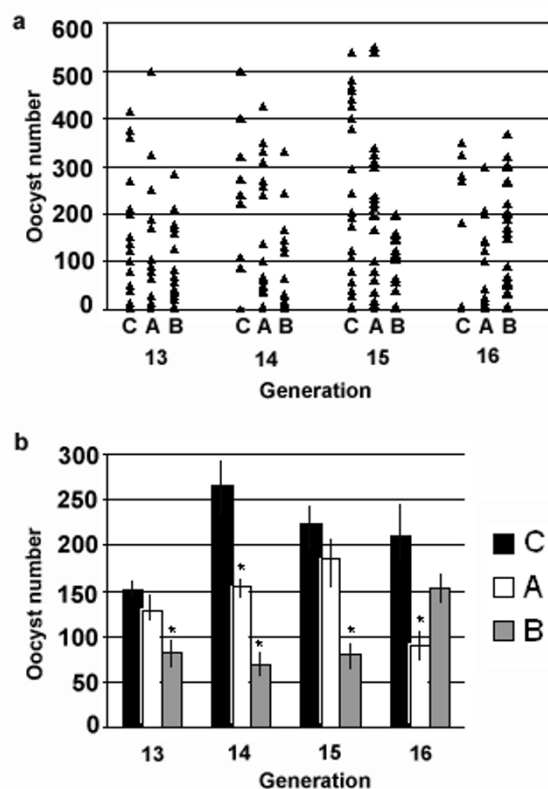 a
600
500
400
300
200
100
0
Oocyst number
C A B C A B C A B C A B
13 14 15 16
Generation
b
300
250
200
150
100
50
0
Oocyst number
*
*
*
*
*
13 14 15 16
Generation
C
A
B